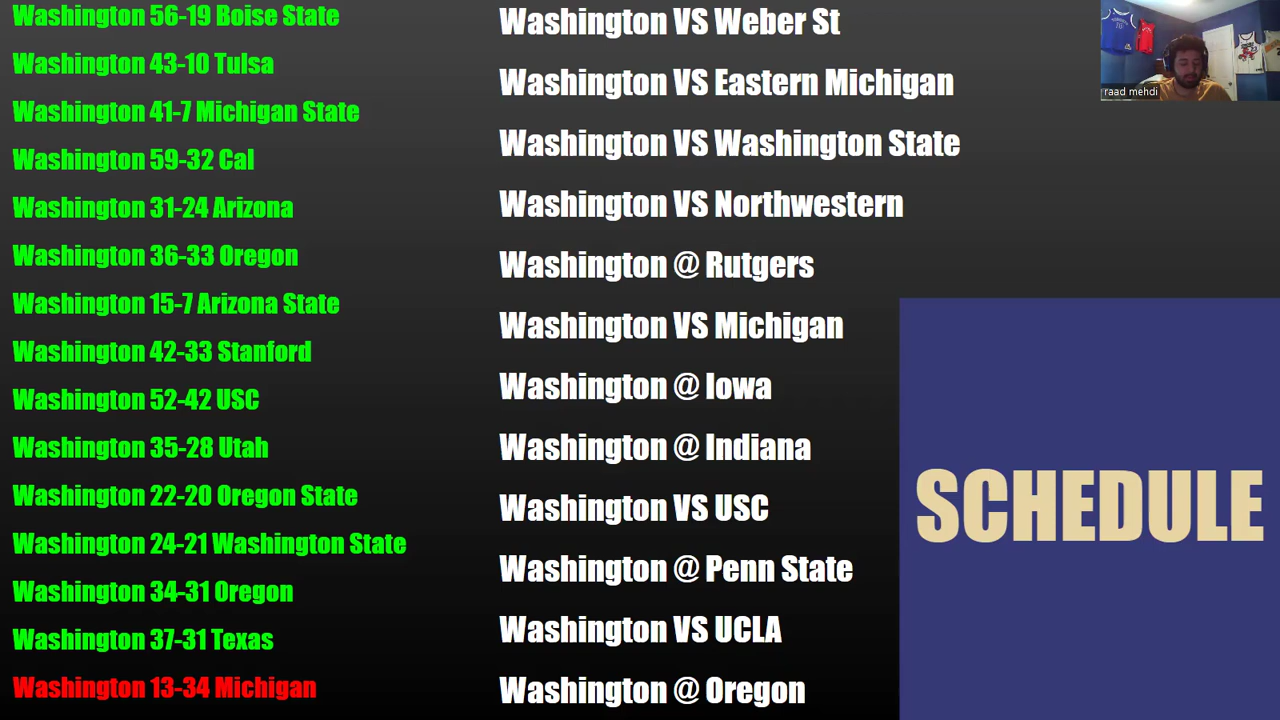 Washington 56-19 Boise State
Washington 43-10 Tulsa
Washington 41-7 Michigan State
Washington 59-32 Cal
Washington 31-24 Arizona
Washington 36-33 Oregon
Washington 15-7 Arizona State
Washington 42-33 Stanford
Washington 52-42 USC
Washington 35-28 Utah
Washington 22-20 Oregon State
Washington 24-21 Washington State
Washington 34-31 Oregon
Washington 37-31 Texas
Washington 13-34 Michigan
Washington VS Weber St
Washington VS Eastern Michigan
Washington VS Washington State
Washington VS Northwestern
Washington @ Rutgers
Washington VS Michigan
Washington @ Iowa
Washington @ Indiana
Washington VS USC
Washington @ Penn State
Washington VS UCLA
Washington @ Oregon
raad mehdi
SCHEDULE